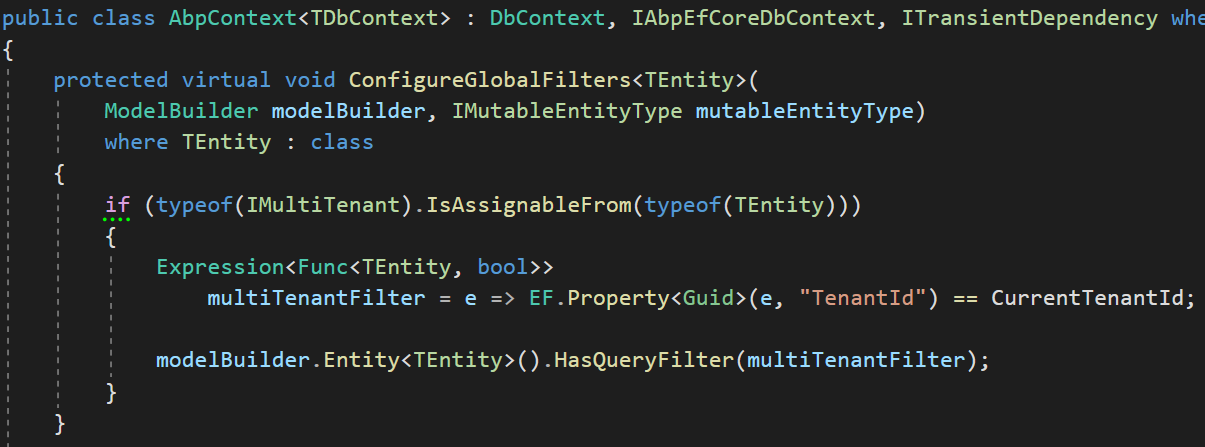 public class AbpContext<TDbContext> : DbContext, IAbpEfCoreDbContext, ITransientDependency
{
protected virtual void ConfigureGlobalFilters<TEntity>(
ModelBuilder modelBuilder, IMutableEntityType mutableEntityType)
where TEntity : class
{
if (typeof(IMultiTenant).IsAssignableFrom(typeof(TEntity)))
{
Expression<Func<TEntity, bool>>
multiTenantFilter = e => EF.Property<Guid>(e, "TenantId") == CurrentTenantId;
modelBuilder.Entity<TEntity>().HasQueryFilter(multiTenantFilter);
}
}